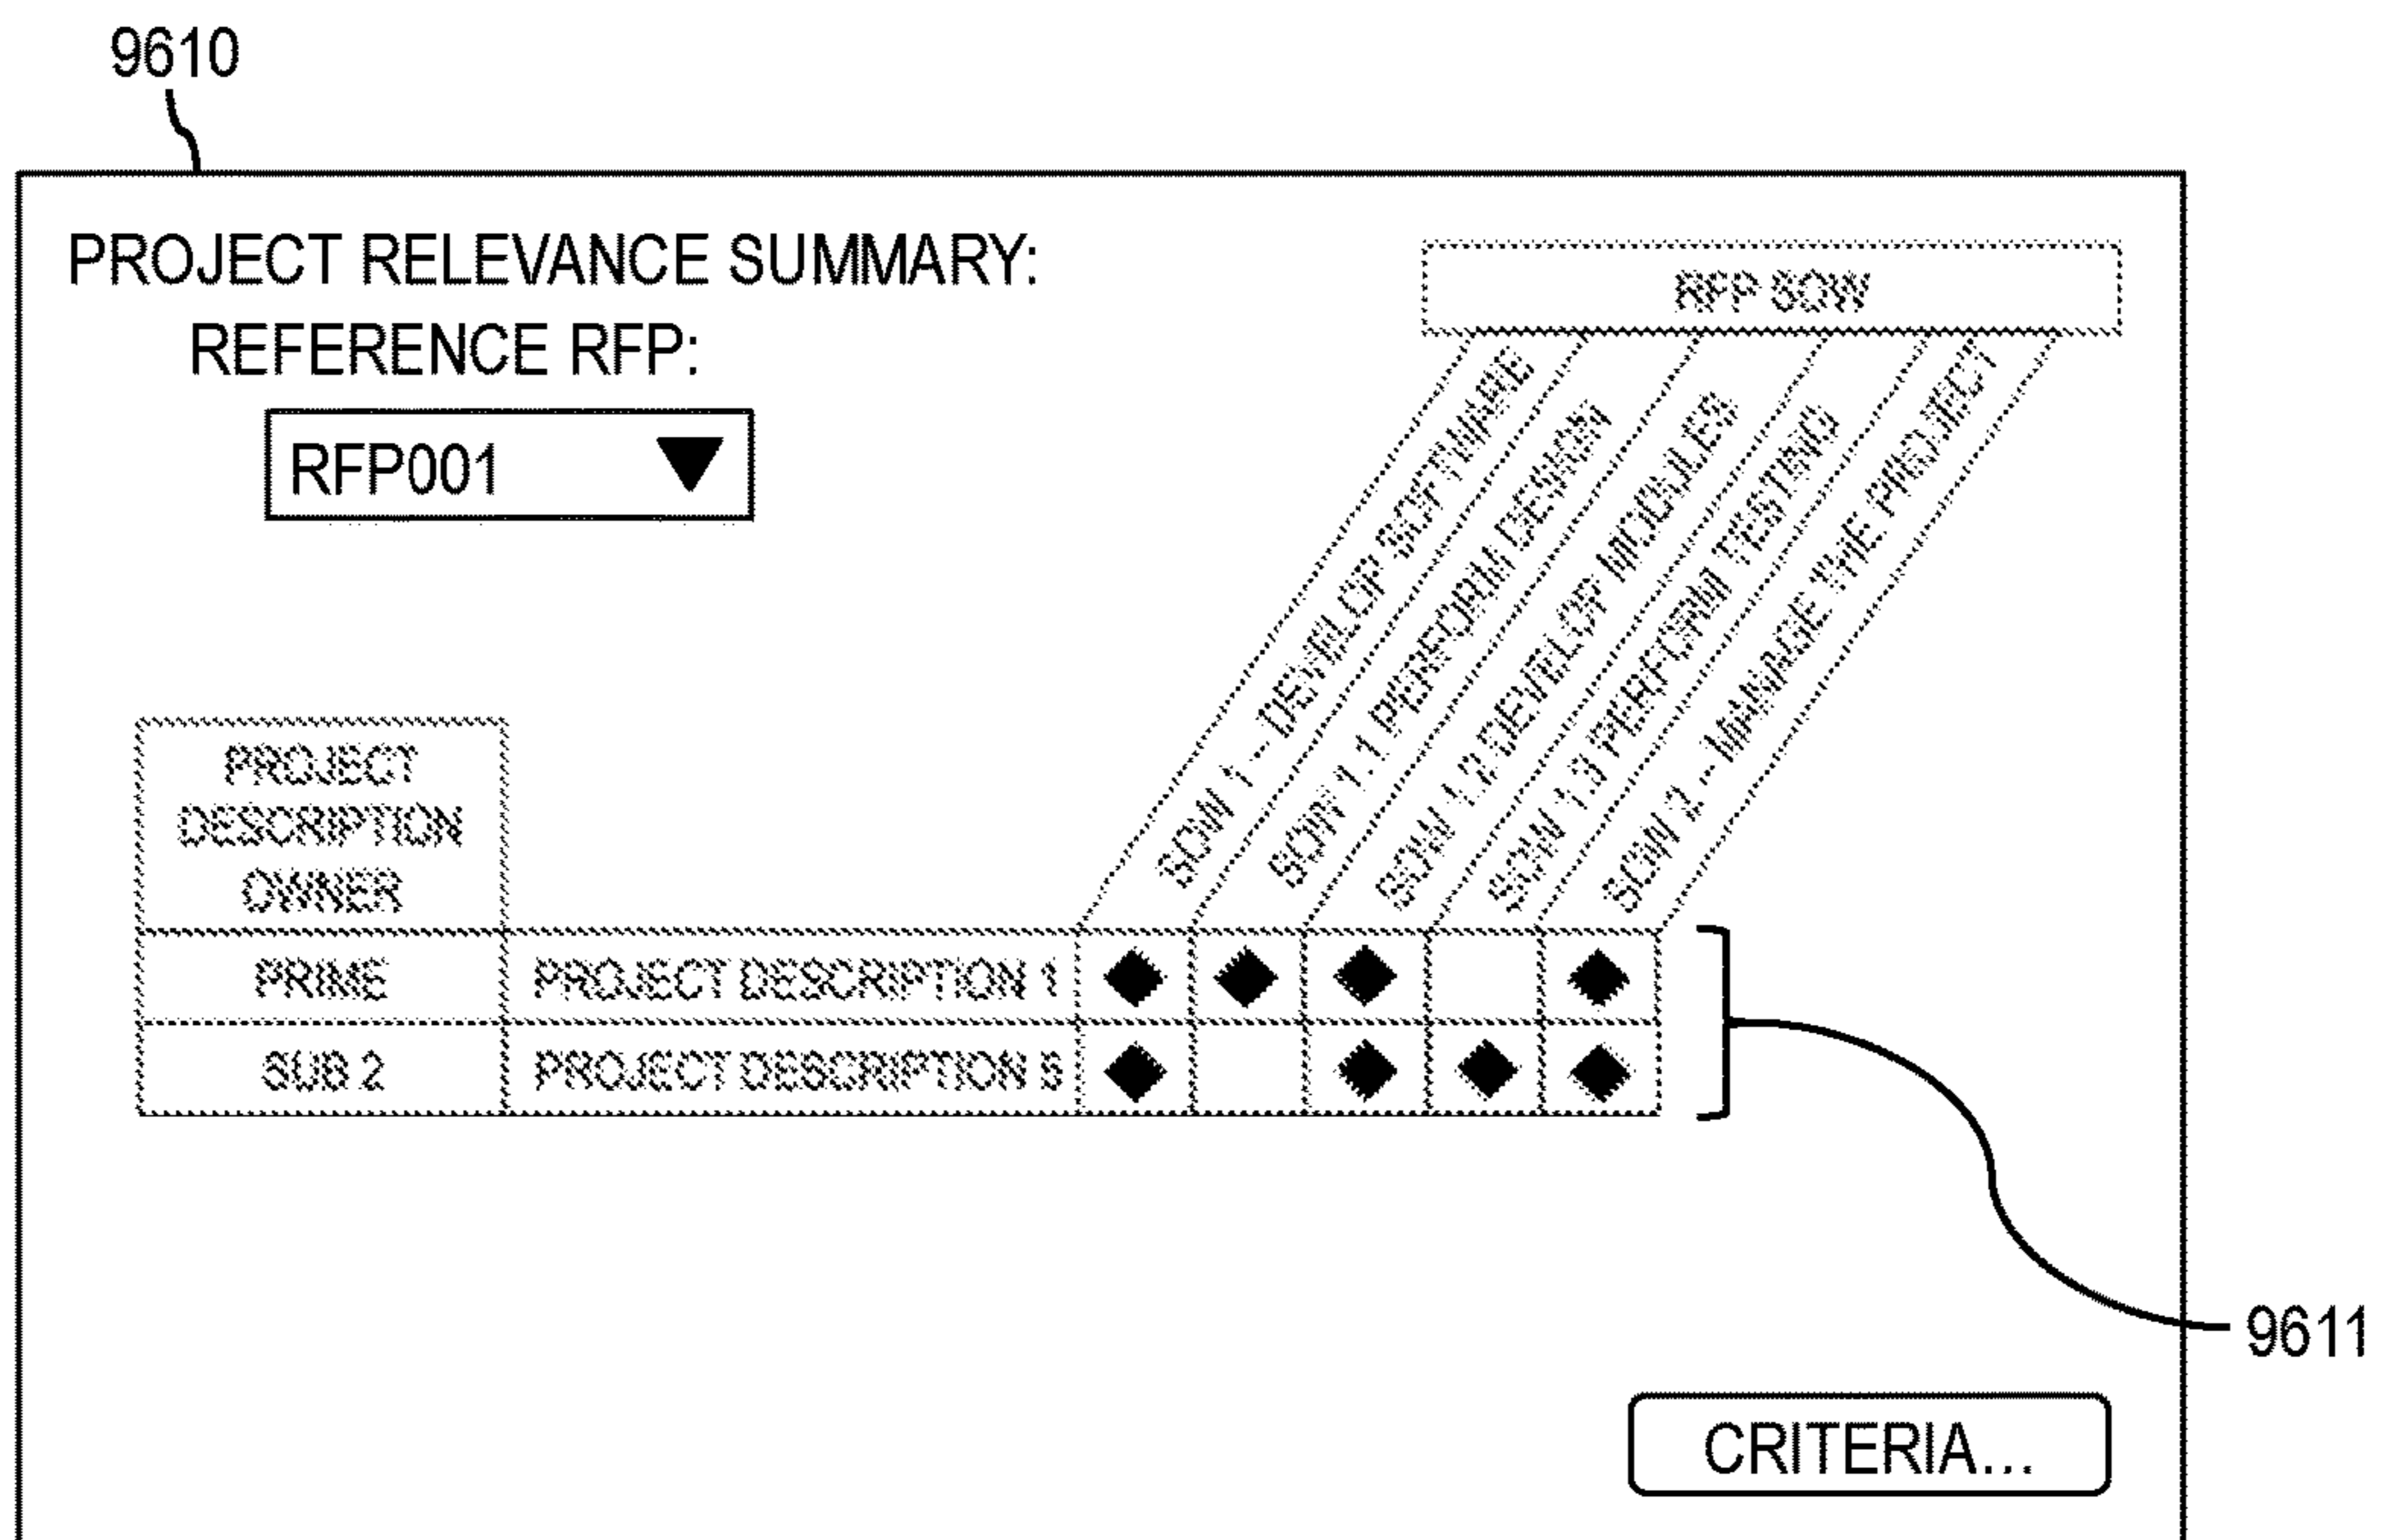 9610
PROJECT RELEVANCE SUMMARY:
REFERENCE RFP:
RFP001
RFP SOW
SOW 1 -- DEVELOP SOFTWARE
SOW 1.1 PERFORM DESIGN
SOW 1.2 DEVELOP MODULES
SOW 1.3 PERFORM TESTING
SOW 2 -- MANAGE THE PROJECT
PROJECT
DESCRIPTION
OWNER
PRIME PROJECT DESCRIPTION 1
SUB 2 PROJECT DESCRIPTION 5
9611
CRITERIA...